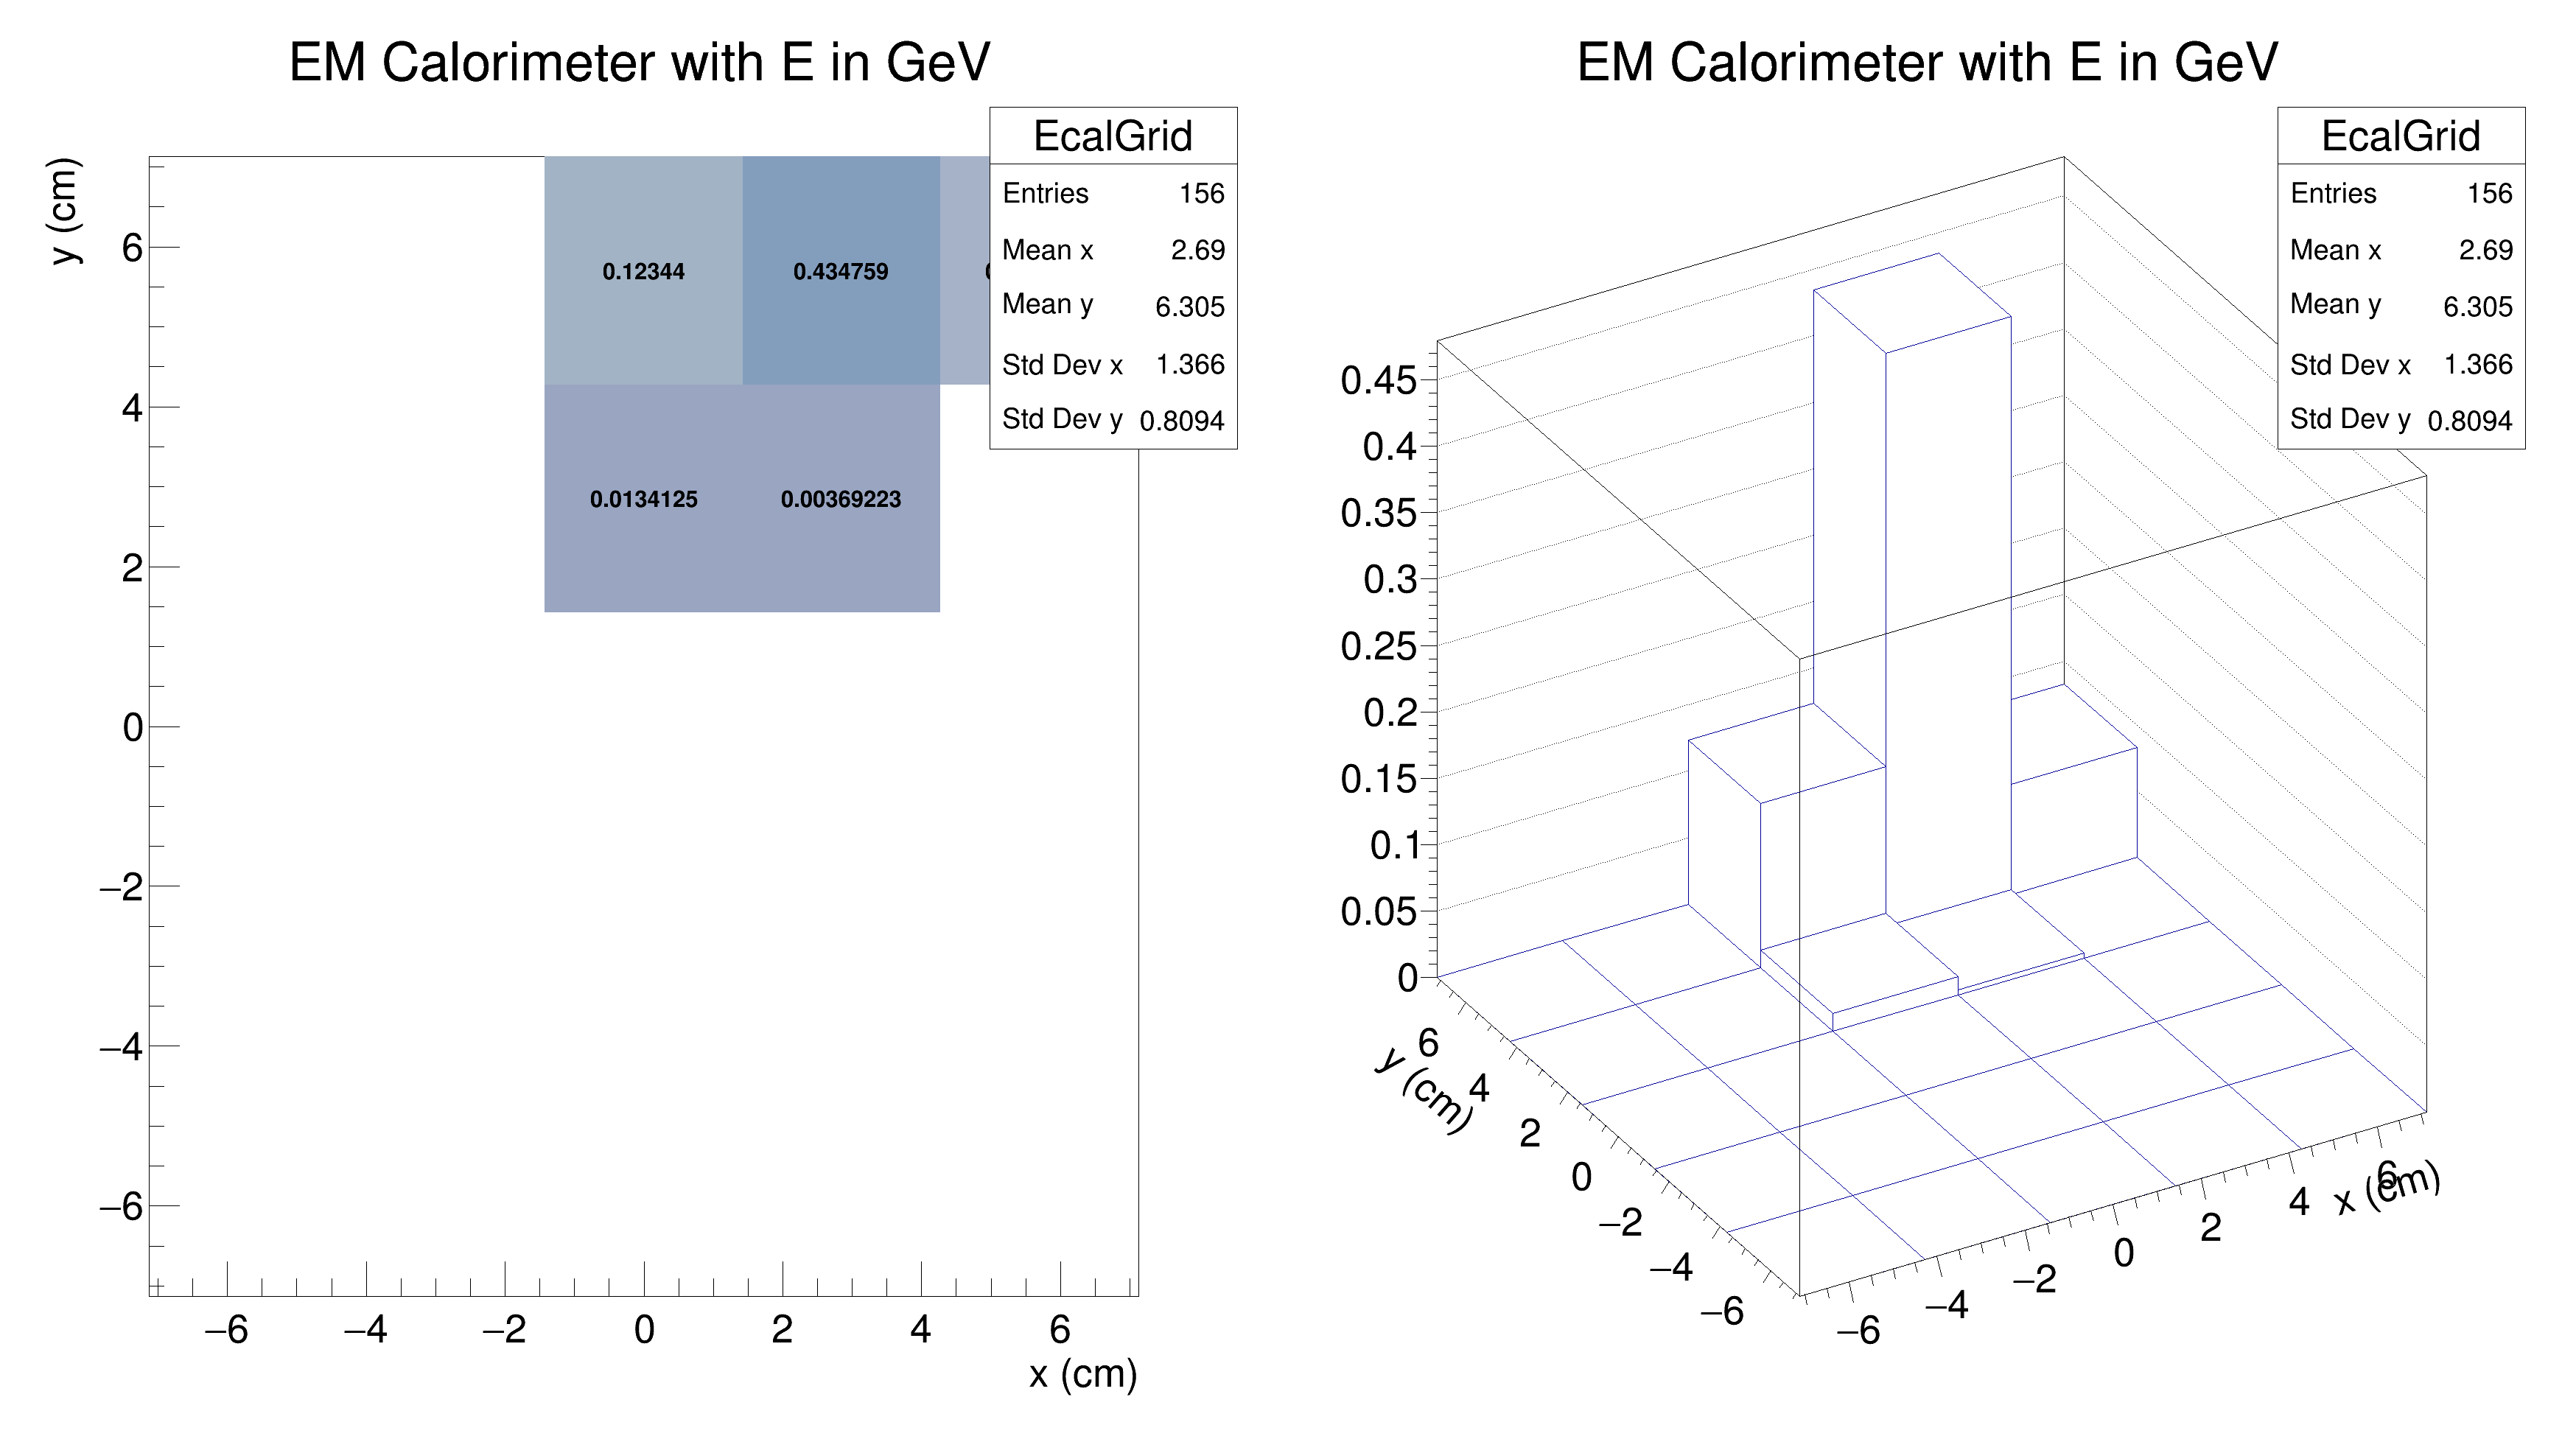 EM Calorimeter with E in GeV
y (cm)
EcalGrid
Entries 156
Mean x 2.69
Mean y 6.305
Std Dev x 1.366
Std Dev y 0.8094
6
4
2
0
−2
−4
−6
0.12344 0.434759
0.0134125 0.00369223
−6 −4 −2 0 2 4 6
x (cm)
EM Calorimeter with E in GeV
EcalGrid
Entries 156
Mean x 2.69
Mean y 6.305
Std Dev x 1.366
Std Dev y 0.8094
0.45
0.4
0.35
0.3
0.25
0.2
0.15
0.1
0.05
0
6
4
2
0
−2
−4
−6
y (cm)
−6 −4 −2 0 2 4 6
x (cm)